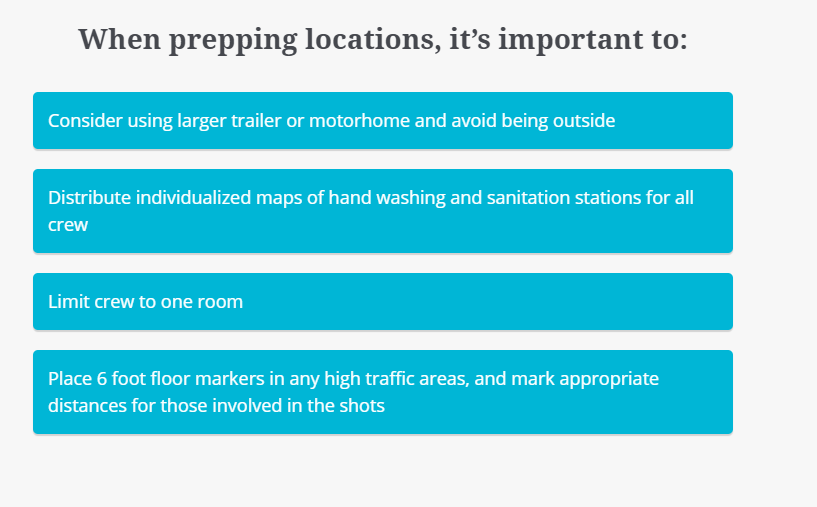 When prepping locations, it’s important to:
Consider using larger trailer or motorhome and avoid being outside
Distribute individualized maps of hand washing and sanitation stations for all
crew
Limit crew to one room
Place 6 foot floor markers in any high traffic areas, and mark appropriate
distances for those involved in the shots